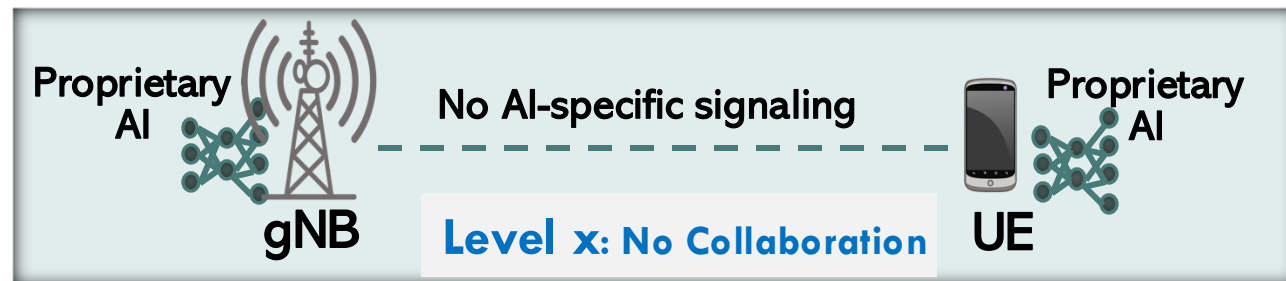 Proprietary
AI
No AI-specific signaling
Proprietary
AI
gNB
Level x: No Collaboration
UE